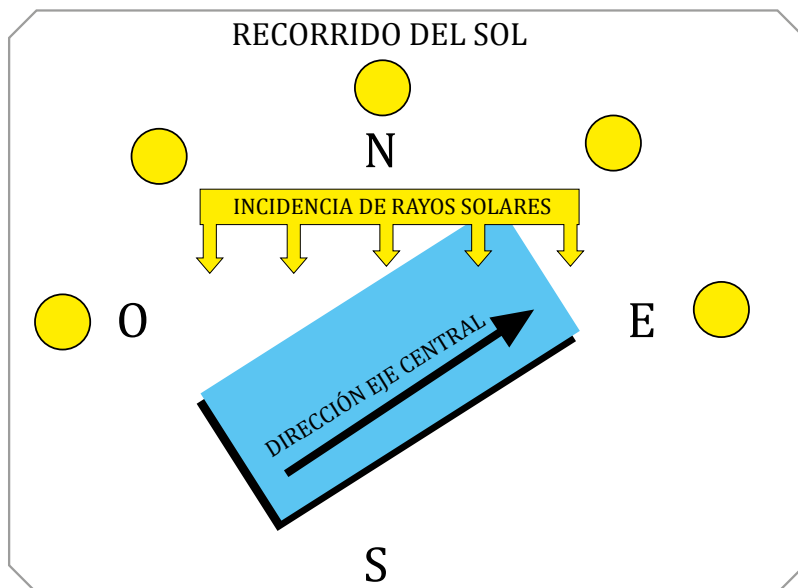 RECORRIDO DEL SOL
N
INCIDENCIA DE RAYOS SOLARES
O
E
DIRECCIÓN EJE CENTRAL
S